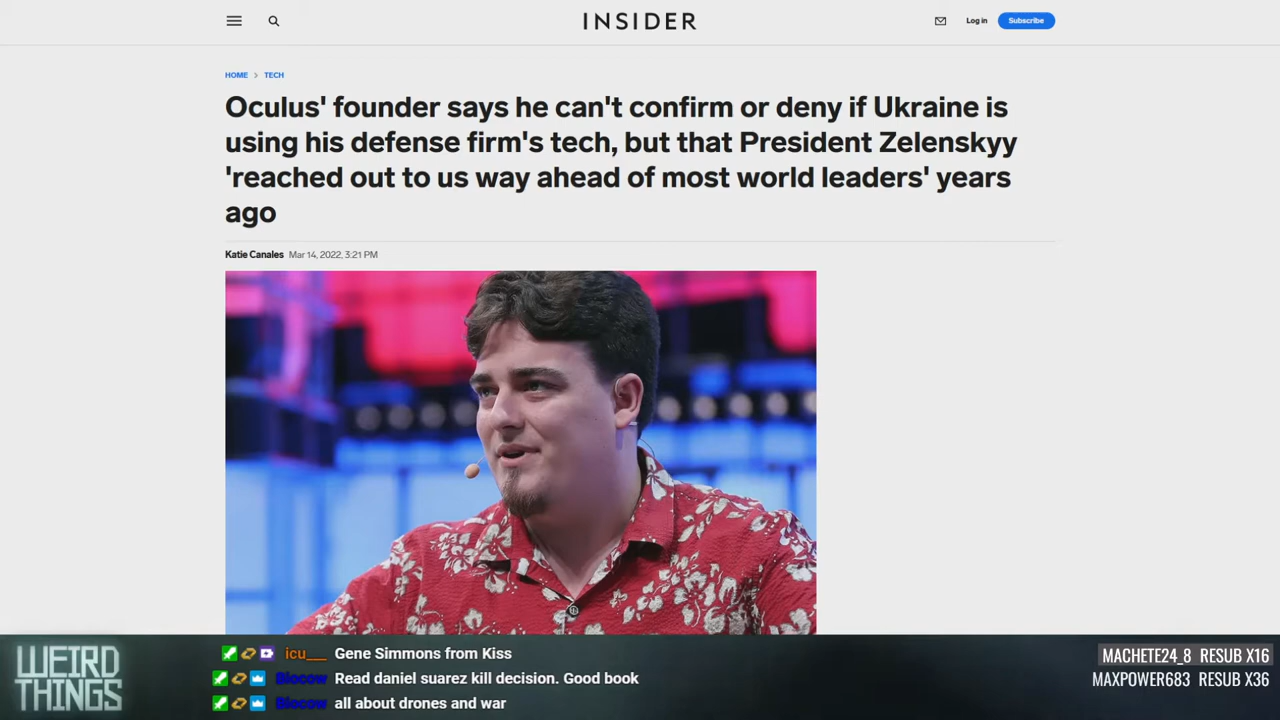 INSIDER
Log in
Subscribe
HOME > TECH
Oculus' founder says he can't confirm or deny if Ukraine is
using his defense firm's tech, but that President Zelenskyy
'reached out to us way ahead of most world leaders' years
ago
Katie Canales Mar 14, 2022, 3:21 PM
WEIRD
THINGS
icu___ Gene Simmons from Kiss
Biocow Read daniel suarez kill decision. Good book
Biocow all about drones and war
MACHETE24_8 RESUB X16
MAXPOWER683 RESUB X36